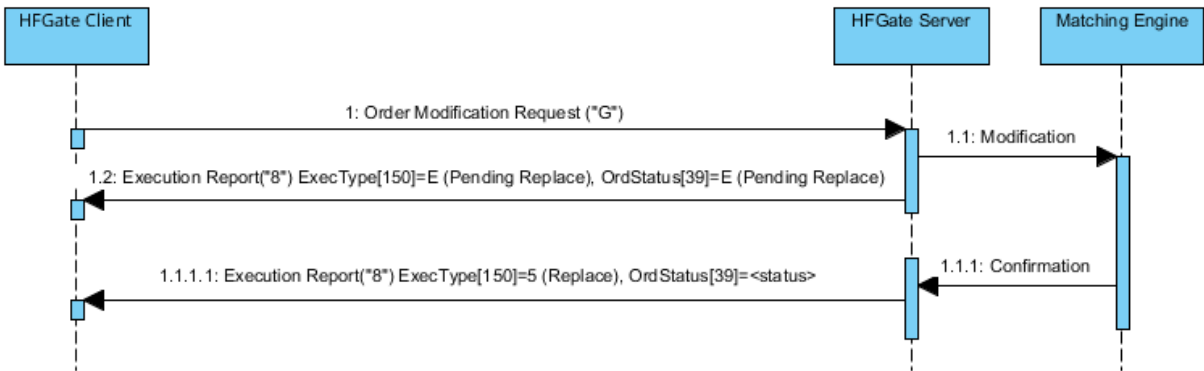 HFGate Client
HFGate Server
Matching Engine
1: Order Modification Request ("G")
1.1: Modification
1.2: Execution Report("8") ExecType[150]=E (Pending Replace), OrdStatus[39]=E (Pending Replace)
1.1.1: Confirmation
1.1.1.1: Execution Report("8") ExecType[150]=5 (Replace), OrdStatus[39]=<status>